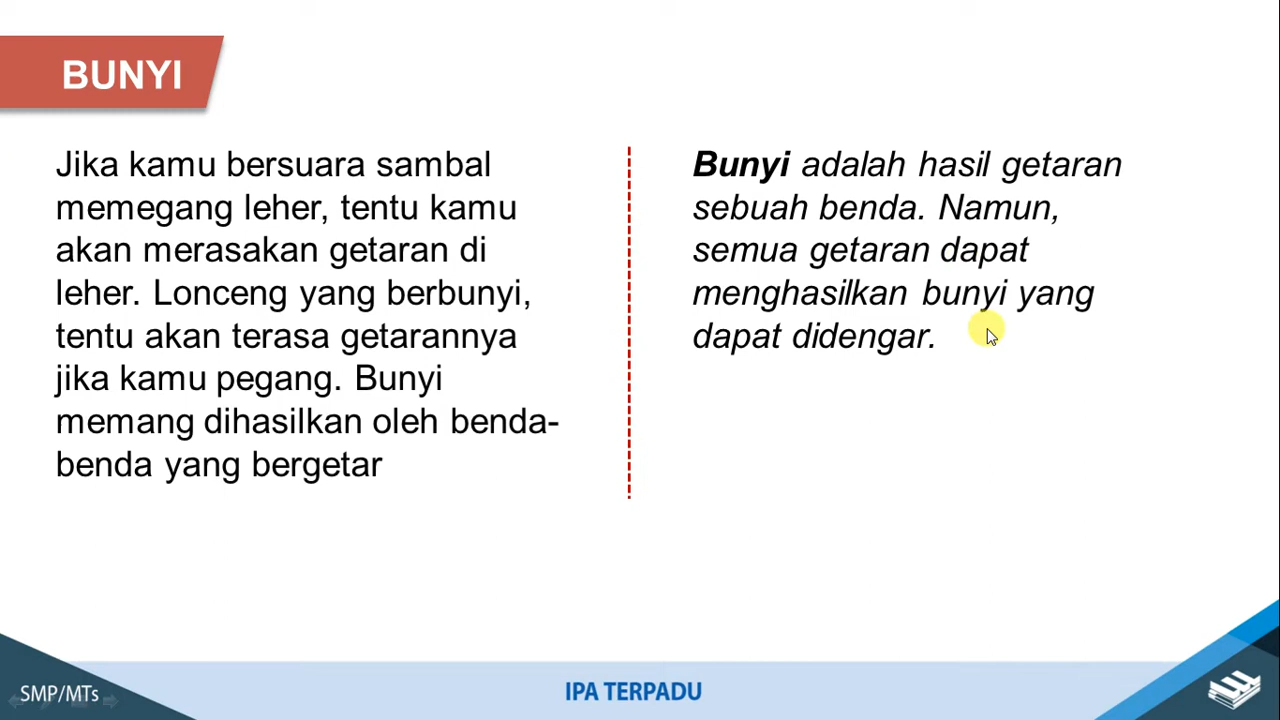 BUNYI
Jika kamu bersuara sambal
memegang leher, tentu kamu
akan merasakan getaran di
leher. Lonceng yang berbunyi,
tentu akan terasa getarannya
jika kamu pegang. Bunyi
memang dihasilkan oleh benda-
benda yang bergetar
Bunyi adalah hasil getaran
sebuah benda. Namun,
semua getaran dapat
menghasilkan bunyi yang
dapat didengar.
SMP/MTs
IPA TERPADU